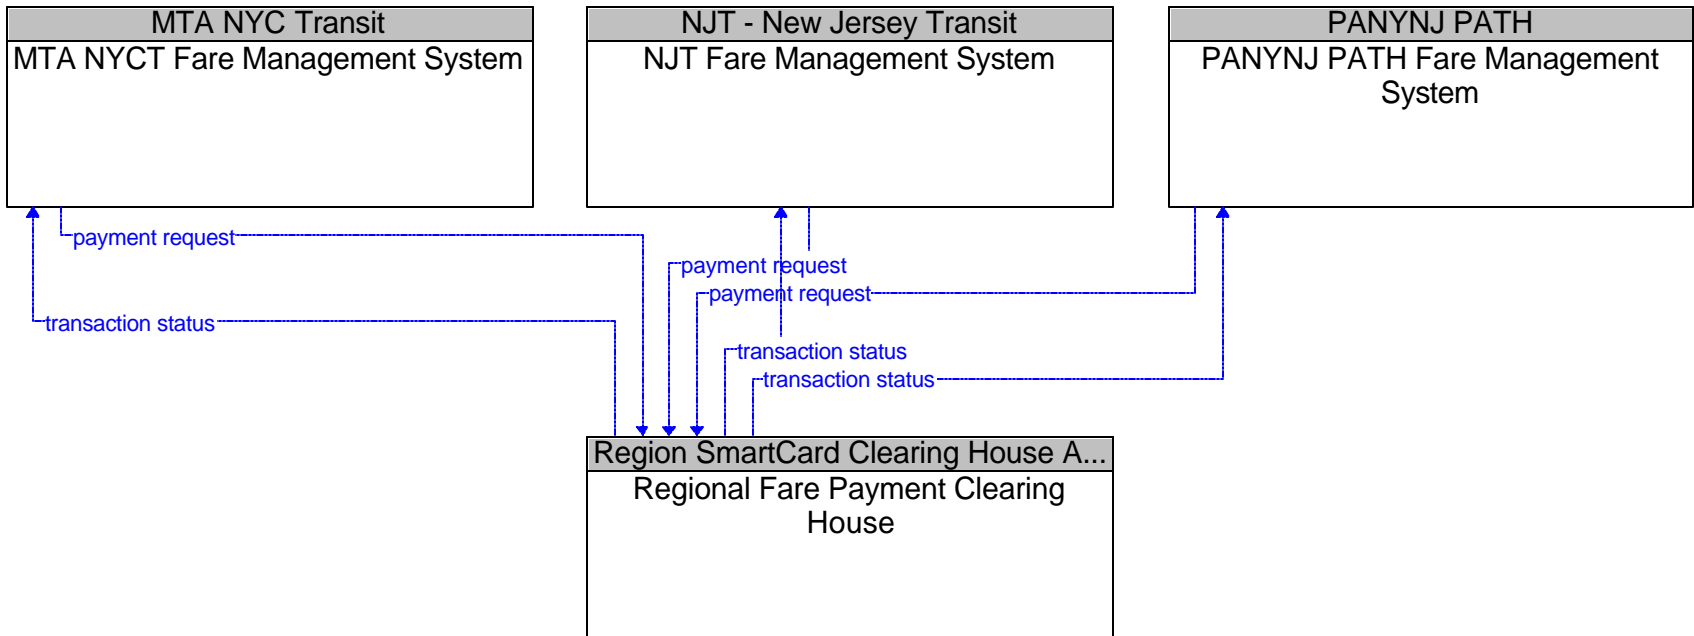 MTA NYC Transit
MTA NYCT Fare Management System
NJT - New Jersey Transit
NJT Fare Management System
PANYNJ PATH
PANYNJ PATH Fare Management
System
payment request
payment request
payment request
transaction status
transaction status
transaction status
Region SmartCard Clearing House A...
Regional Fare Payment Clearing
House